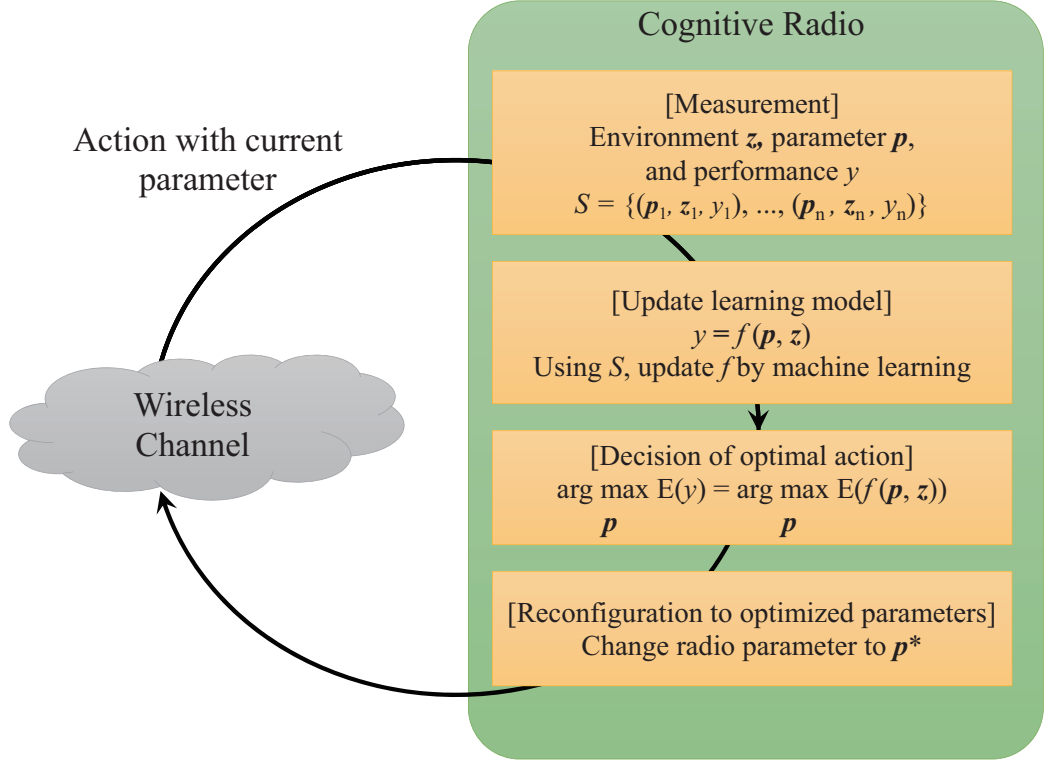 Cognitive Radio
[Measurement]
Environment z, parameter p,
and performance y
S = {(p1, z1, y1), ..., (pn, zn, yn)}
Action with current
parameter
[Update learning model]
y = f (p, z)
Using S, update f by machine learning
Wireless
Channel
[Decision of optimal action]
arg max E(y) = arg max E(f (p, z))
p p
[Reconfiguration to optimized parameters]
Change radio parameter to p*